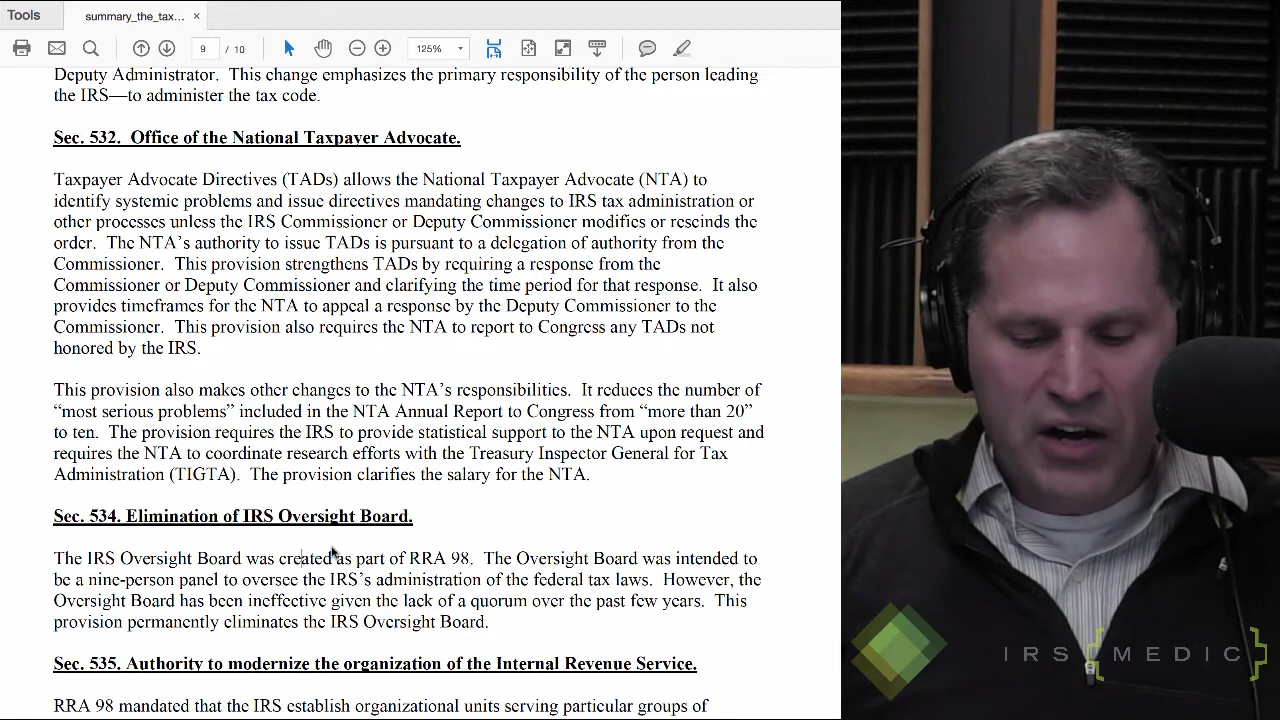 Tools
summary_the_tax... ×
9 / 10
125%
Deputy Administrator. This change emphasizes the primary responsibility of the person leading
the IRS—to administer the tax code.
Sec. 532. Office of the National Taxpayer Advocate.
Taxpayer Advocate Directives (TADs) allows the National Taxpayer Advocate (NTA) to
identify systemic problems and issue directives mandating changes to IRS tax administration or
other processes unless the IRS Commissioner or Deputy Commissioner modifies or rescinds the
order. The NTA’s authority to issue TADs is pursuant to a delegation of authority from the
Commissioner. This provision strengthens TADs by requiring a response from the
Commissioner or Deputy Commissioner and clarifying the time period for that response. It also
provides timeframes for the NTA to appeal a response by the Deputy Commissioner to the
Commissioner. This provision also requires the NTA to report to Congress any TADs not
honored by the IRS.
This provision also makes other changes to the NTA’s responsibilities. It reduces the number of
“most serious problems” included in the NTA Annual Report to Congress from “more than 20”
to ten. The provision requires the IRS to provide statistical support to the NTA upon request and
requires the NTA to coordinate research efforts with the Treasury Inspector General for Tax
Administration (TIGTA). The provision clarifies the salary for the NTA.
Sec. 534. Elimination of IRS Oversight Board.
The IRS Oversight Board was created as part of RRA 98. The Oversight Board was intended to
be a nine-person panel to oversee the IRS’s administration of the federal tax laws. However, the
Oversight Board has been ineffective given the lack of a quorum over the past few years. This
provision permanently eliminates the IRS Oversight Board.
Sec. 535. Authority to modernize the organization of the Internal Revenue Service.
RRA 98 mandated that the IRS establish organizational units serving particular groups of
IRS{MEDIC}